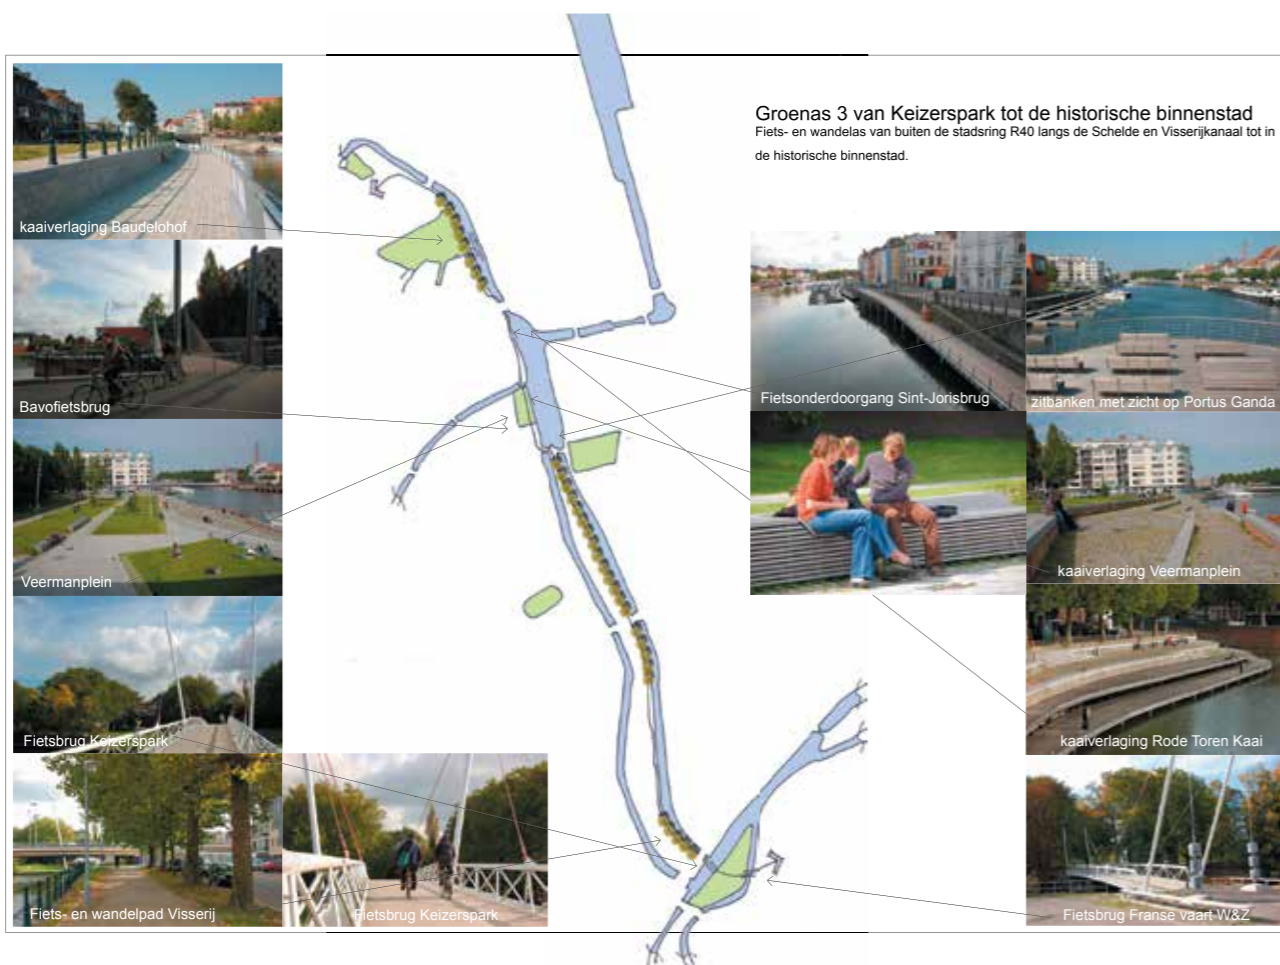 Groenas 3 van Keizerspark tot de historische binnenstad
Fiets- en wandelas van buiten de stadsring R40 langs de Schelde en Visserijkanaal tot in
de historische binnenstad.
kaaiverlaging Baudelohof
Bavofietsbrug
Veermanplein
Fietsbrug Keizerspark
Fiets- en wandelpad Visserij
Fietsbrug Keizerspark
Fietsonderdoorgang Sint-Jorisbrug
zitbanken met zicht op Portus Ganda
kaaiverlaging Veermanplein
kaaiverlaging Rode Toren Kaai
Fietsbrug Franse vaart W&Z